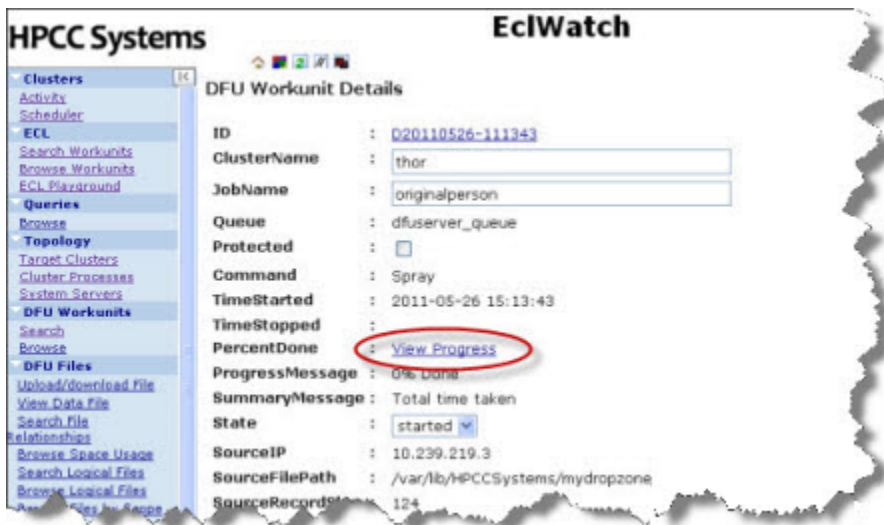 HPCC Systems
EclWatch
Clusters
Activity
Scheduler
ECL
Search Workunits
Browse Workunits
ECL Playground
Queries
Browse
Topology
Target Clusters
Cluster Processes
System Servers
DFU Workunits
Search
Browse
DFU Files
Upload/download File
View Data File
Search File
Relationships
Browse Space Usage
Search Logical Files
Browse Logical Files
Files by Scope
DFU Workunit Details
ID : D20110526-111343
ClusterName : thor
JobName : originalperson
Queue : dfuserver_queue
Protected :
Command : Spray
TimeStarted : 2011-05-26 15:13:43
TimeStopped :
PercentDone : View Progress
ProgressMessage : 0% Done
SummaryMessage : Total time taken
State : started
SourceIP : 10.239.219.3
SourceFilePath : /var/lib/HPCCSystems/mydropzone
124